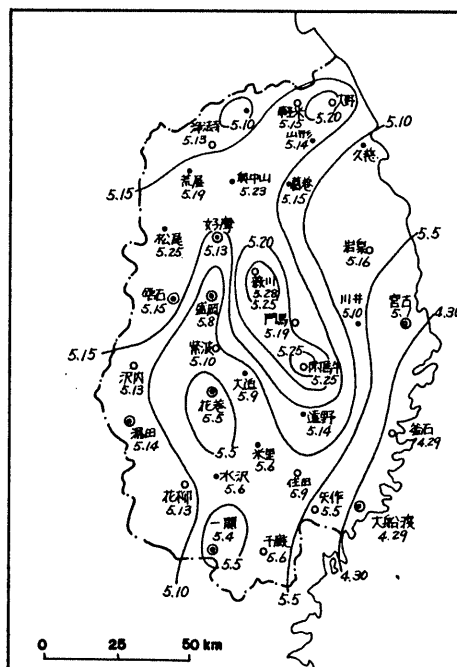 5.10
軽米
5.15
大野
5.20
浄法寺
5.13
山形
5.14
5.10
久慈
荒屋
5.19
奥中山
5.23
葛巻
5.15
5.15
松尾
5.25
好摩
5.13
5.20
岩泉
5.16
5.5
薮川
5.28
5.25
4.30
雫石
5.15
盛岡
5.8
川井
5.10
宮古
門馬
5.19
5.15
紫波
5.10
5.25
5.25
沢内
5.13
大迫
5.9
花巻
5.5
湯田
5.14
遠野
5.14
釜石
4.29
5.5
米里
5.6
水沢
5.6
住田
5.9
花柳
5.13
矢作
5.5
大船渡
4.29
一関
5.4
5.5
千厩
5.6
5.10
5.5
4.30
0 25 50 km